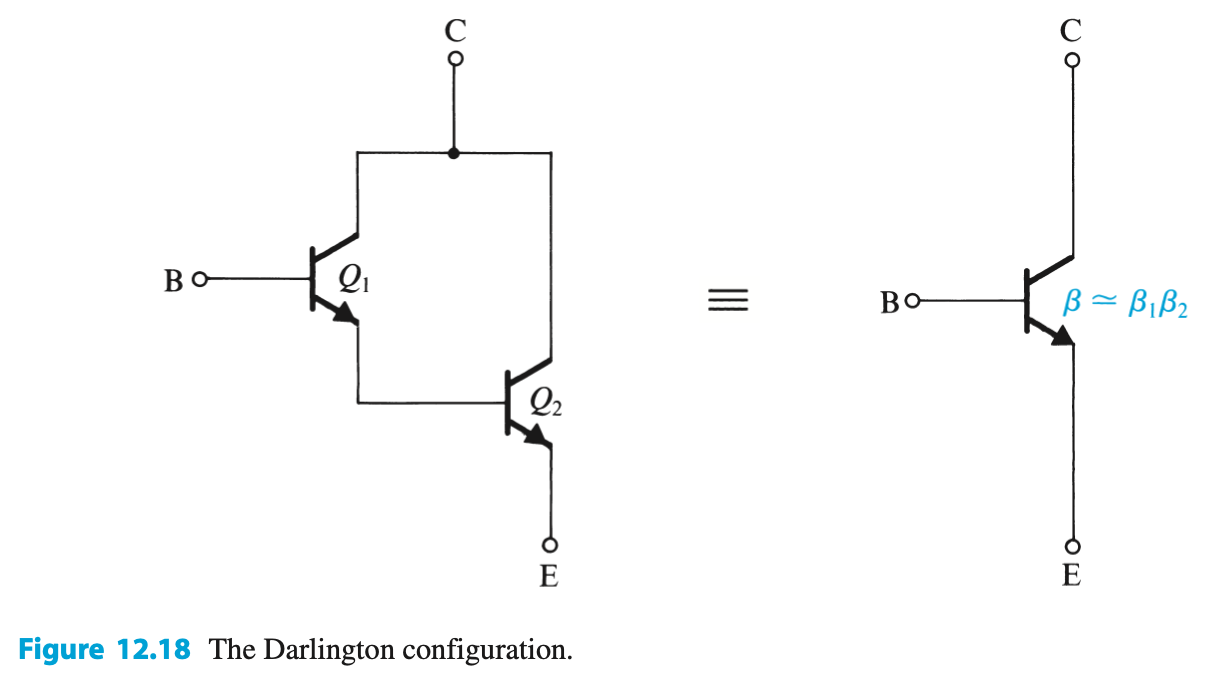 C
C
B
Q₁
≡
B
β ≃ β₁β₂
Q₂
E
E
Figure 12.18 The Darlington configuration.